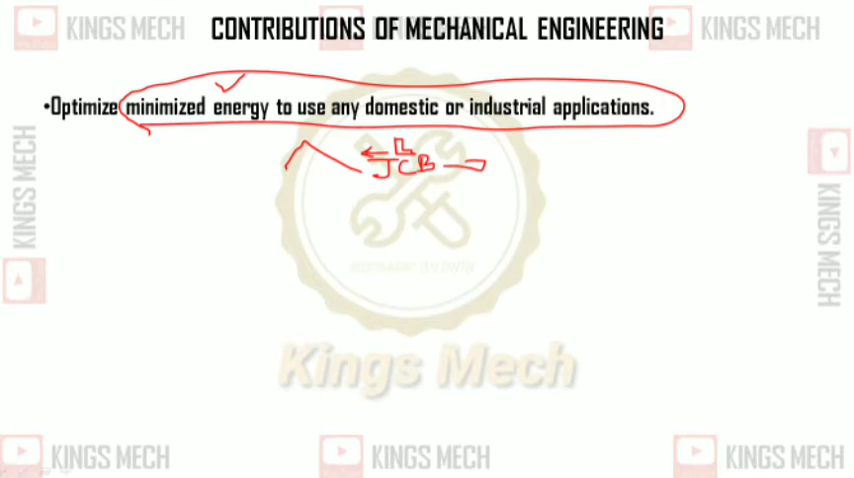 KINGS MECH
CONTRIBUTIONS OF MECHANICAL ENGINEERING
KINGS MECH
•Optimize minimized energy to use any domestic or industrial applications.
JCB
KINGS MECH
KINGS MECH
Kings Mech
KINGS MECH
KINGS MECH
KINGS MECH